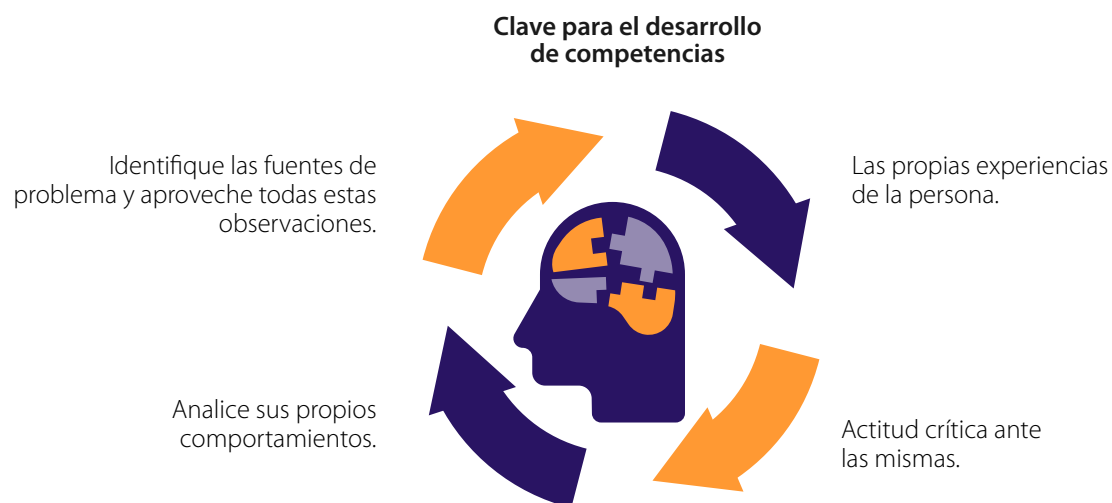 Clave para el desarrollo
de competencias
Las propias experiencias
de la persona.
Actitud crítica ante
las mismas.
Analice sus propios
comportamientos.
Identifique las fuentes de
problema y aproveche todas estas
observaciones.